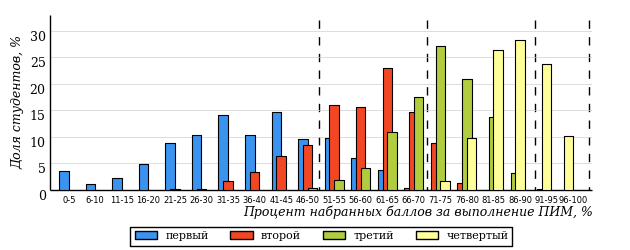 Доля студентов, %
30
25
20
15
10
5
0
0-5 6-10 11-15 16-20 21-25 26-30 31-35 36-40 41-45 46-50 51-55 56-60 61-65 66-70 71-75 76-80 81-85 86-90 91-95 96-100
Процент набранных баллов за выполнение ПИМ, %
первый второй третий четвертый